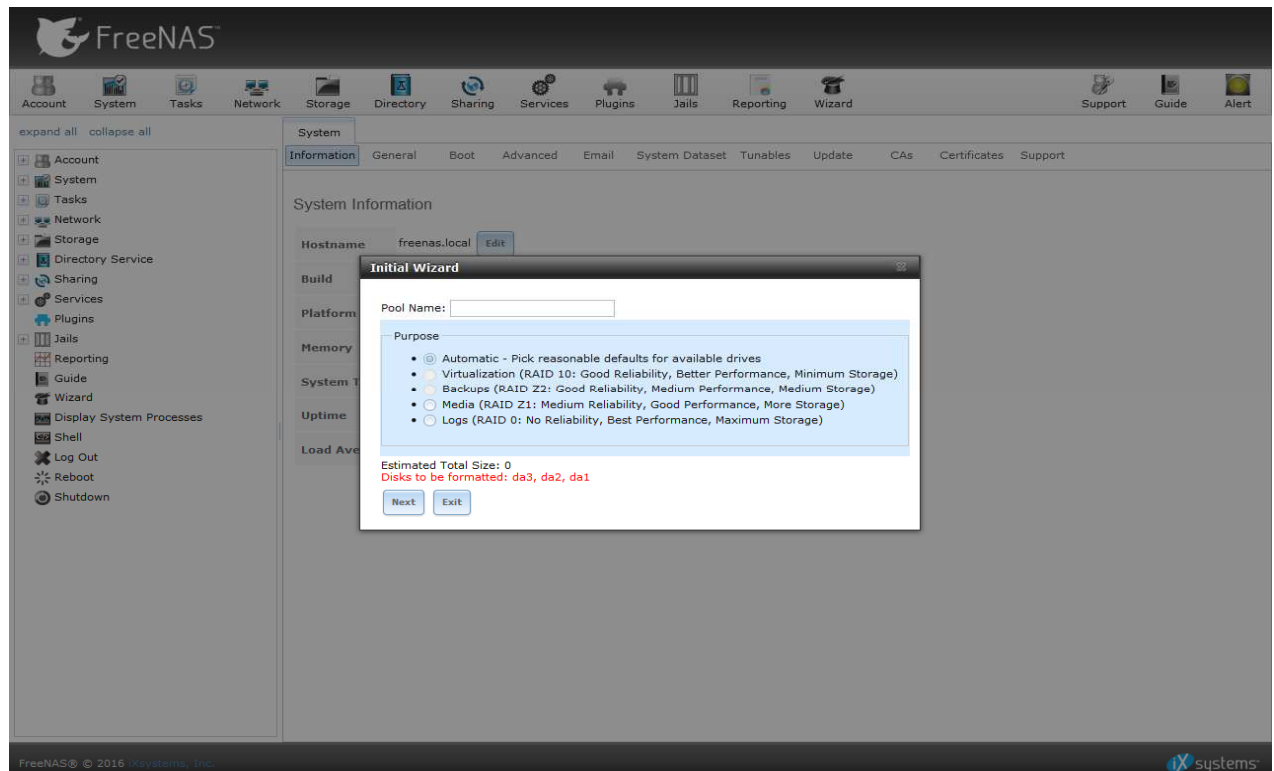 FreeNAS™
Account System Tasks Network Storage Directory Sharing Services Plugins Jails Reporting Wizard Support Guide Alert
expand all collapse all
Account
System
Tasks
Network
Storage
Directory Service
Sharing
Services
Plugins
Jails
Reporting
Guide
Wizard
Display System Processes
Shell
Log Out
Reboot
Shutdown
System
Information General Boot Advanced Email System Dataset Tunables Update CAs Certificates Support
System Information
Hostname freenas.local Edit
Build
Platform
Memory
System T
Uptime
Load Ave
Initial Wizard
Pool Name:
Purpose
• Automatic - Pick reasonable defaults for available drives
• Virtualization (RAID 10: Good Reliability, Better Performance, Minimum Storage)
• Backups (RAID Z2: Good Reliability, Medium Performance, Medium Storage)
• Media (RAID Z1: Medium Reliability, Good Performance, More Storage)
• Logs (RAID 0: No Reliability, Best Performance, Maximum Storage)
Estimated Total Size: 0
Disks to be formatted: da3, da2, da1
Next Exit
FreeNAS® © 2016 iXsystems, Inc.
iXsystems